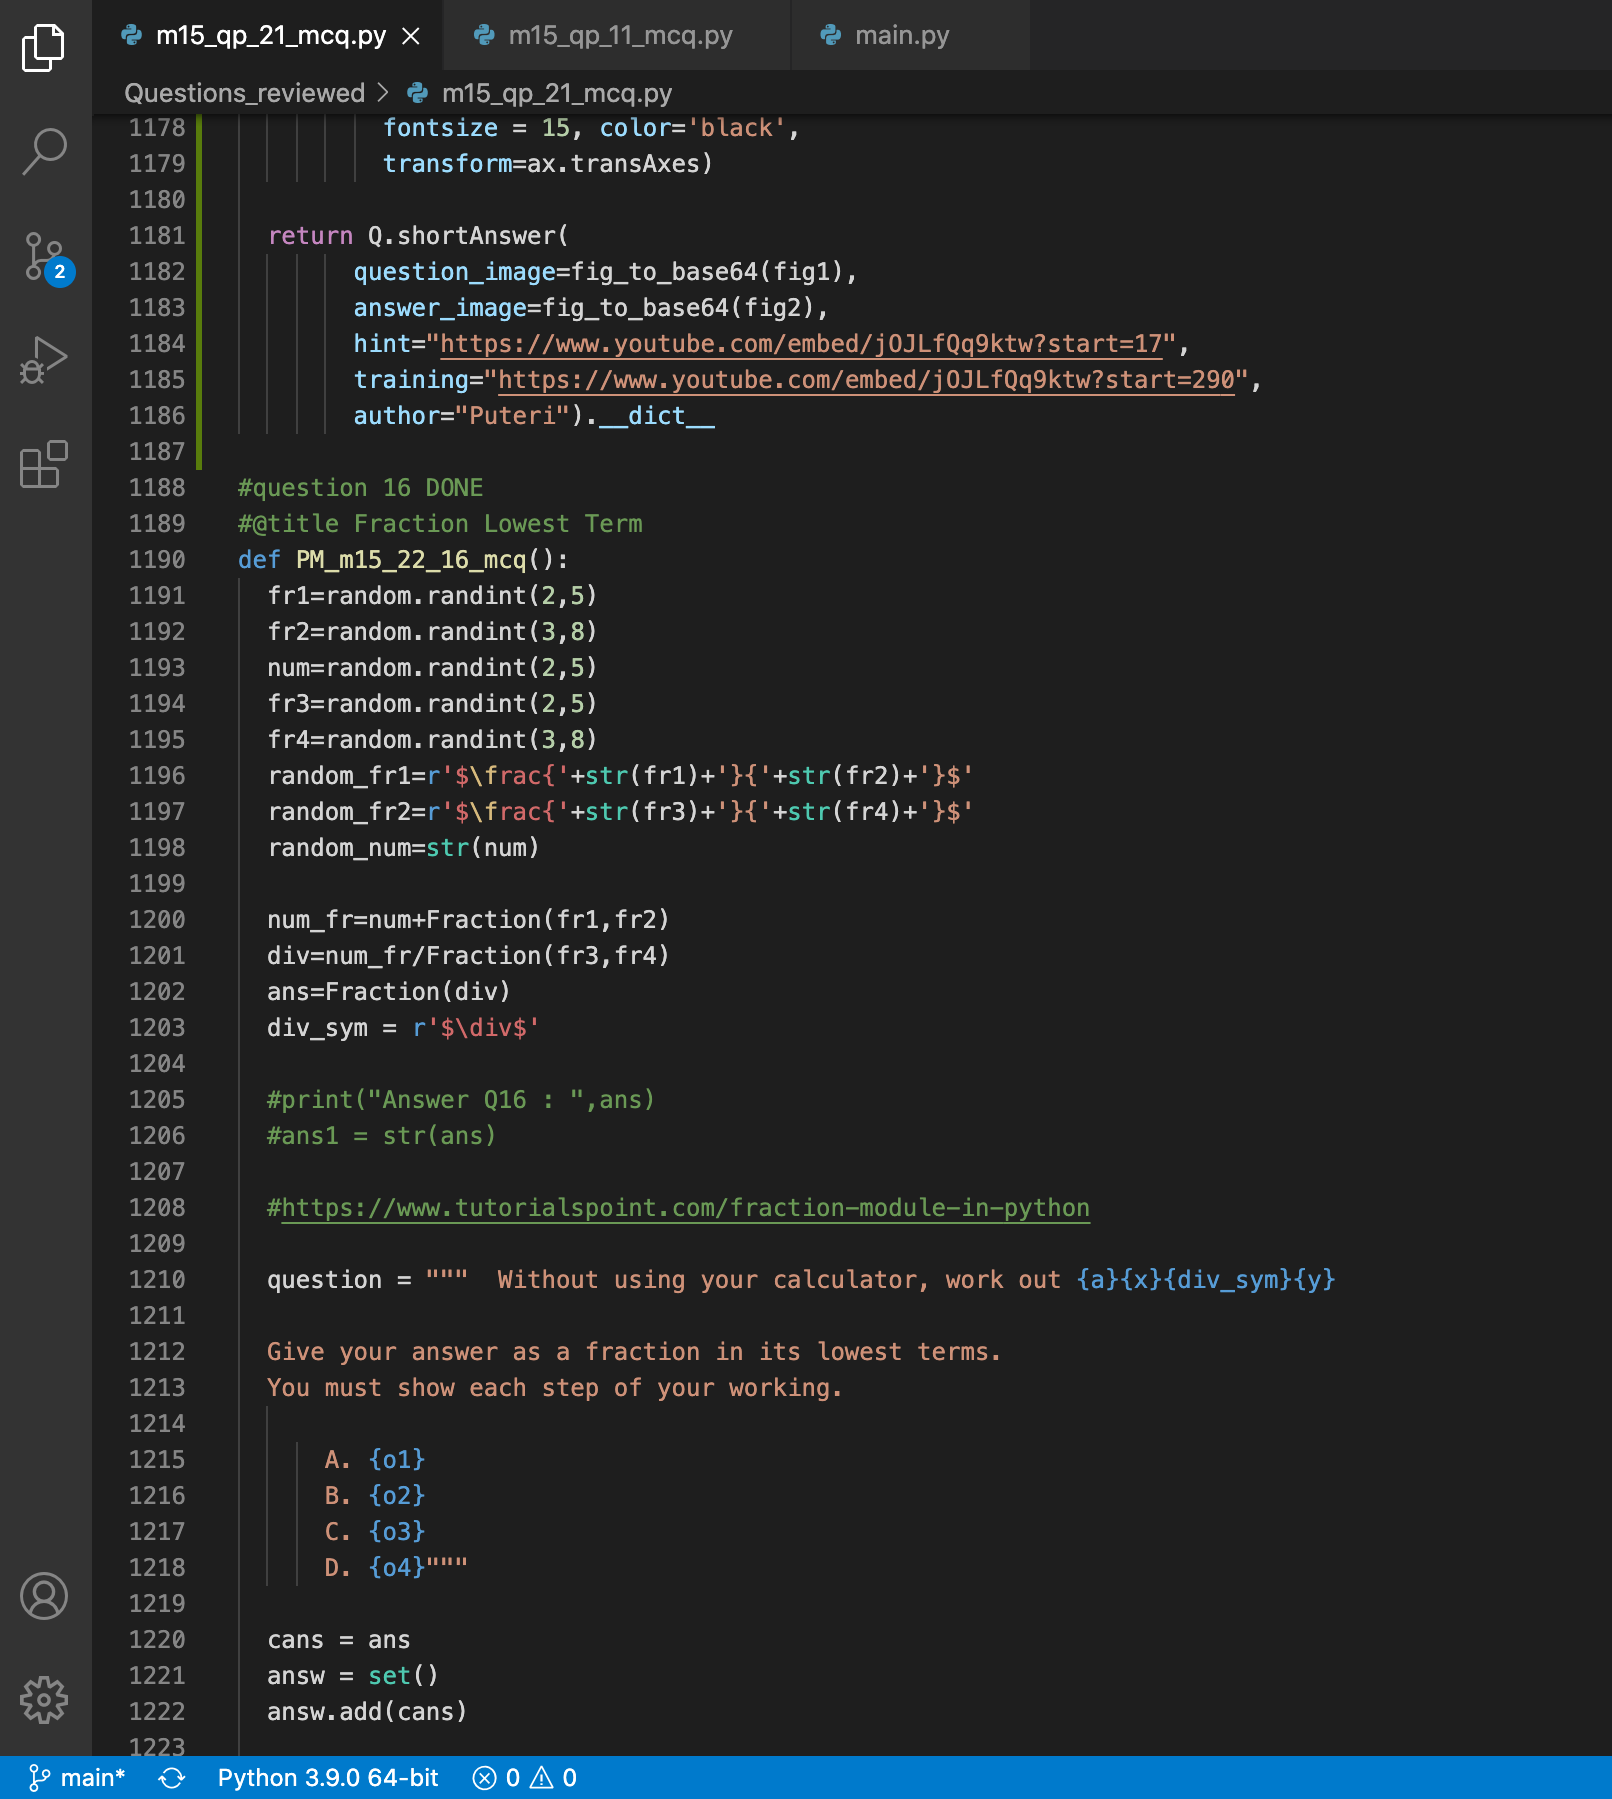 m15_qp_21_mcq.py
m15_qp_11_mcq.py
main.py
Questions_reviewed > m15_qp_21_mcq.py
1178 fontsize = 15, color='black',
1179 transform=ax.transAxes)
1180
1181 return Q.shortAnswer(
1182 question_image=fig_to_base64(fig1),
1183 answer_image=fig_to_base64(fig2),
1184 hint="https://www.youtube.com/embed/jOJLfQq9ktw?start=17",
1185 training="https://www.youtube.com/embed/jOJLfQq9ktw?start=290",
1186 author="Puteri").__dict__
1187
1188 #question 16 DONE
1189 #@title Fraction Lowest Term
1190 def PM_m15_22_16_mcq():
1191 fr1=random.randint(2,5)
1192 fr2=random.randint(3,8)
1193 num=random.randint(2,5)
1194 fr3=random.randint(2,5)
1195 fr4=random.randint(3,8)
1196 random_fr1=r'$\frac{'+str(fr1)+'}{'+str(fr2)+'}$'
1197 random_fr2=r'$\frac{'+str(fr3)+'}{'+str(fr4)+'}$'
1198 random_num=str(num)
1199
1200 num_fr=num+Fraction(fr1,fr2)
1201 div=num_fr/Fraction(fr3,fr4)
1202 ans=Fraction(div)
1203 div_sym = r'$\div$'
1204
1205 #print("Answer Q16 : ",ans)
1206 #ans1 = str(ans)
1207
1208 #https://www.tutorialspoint.com/fraction-module-in-python
1209
1210 question = """  Without using your calculator, work out {a}{x}{div_sym}{y}
1211
1212 Give your answer as a fraction in its lowest terms.
1213 You must show each step of your working.
1214
1215 A. {o1}
1216 B. {o2}
1217 C. {o3}
1218 D. {o4}"""
1219
1220 cans = ans
1221 answ = set()
1222 answ.add(cans)
1223
2
main* Python 3.9.0 64-bit 0 0